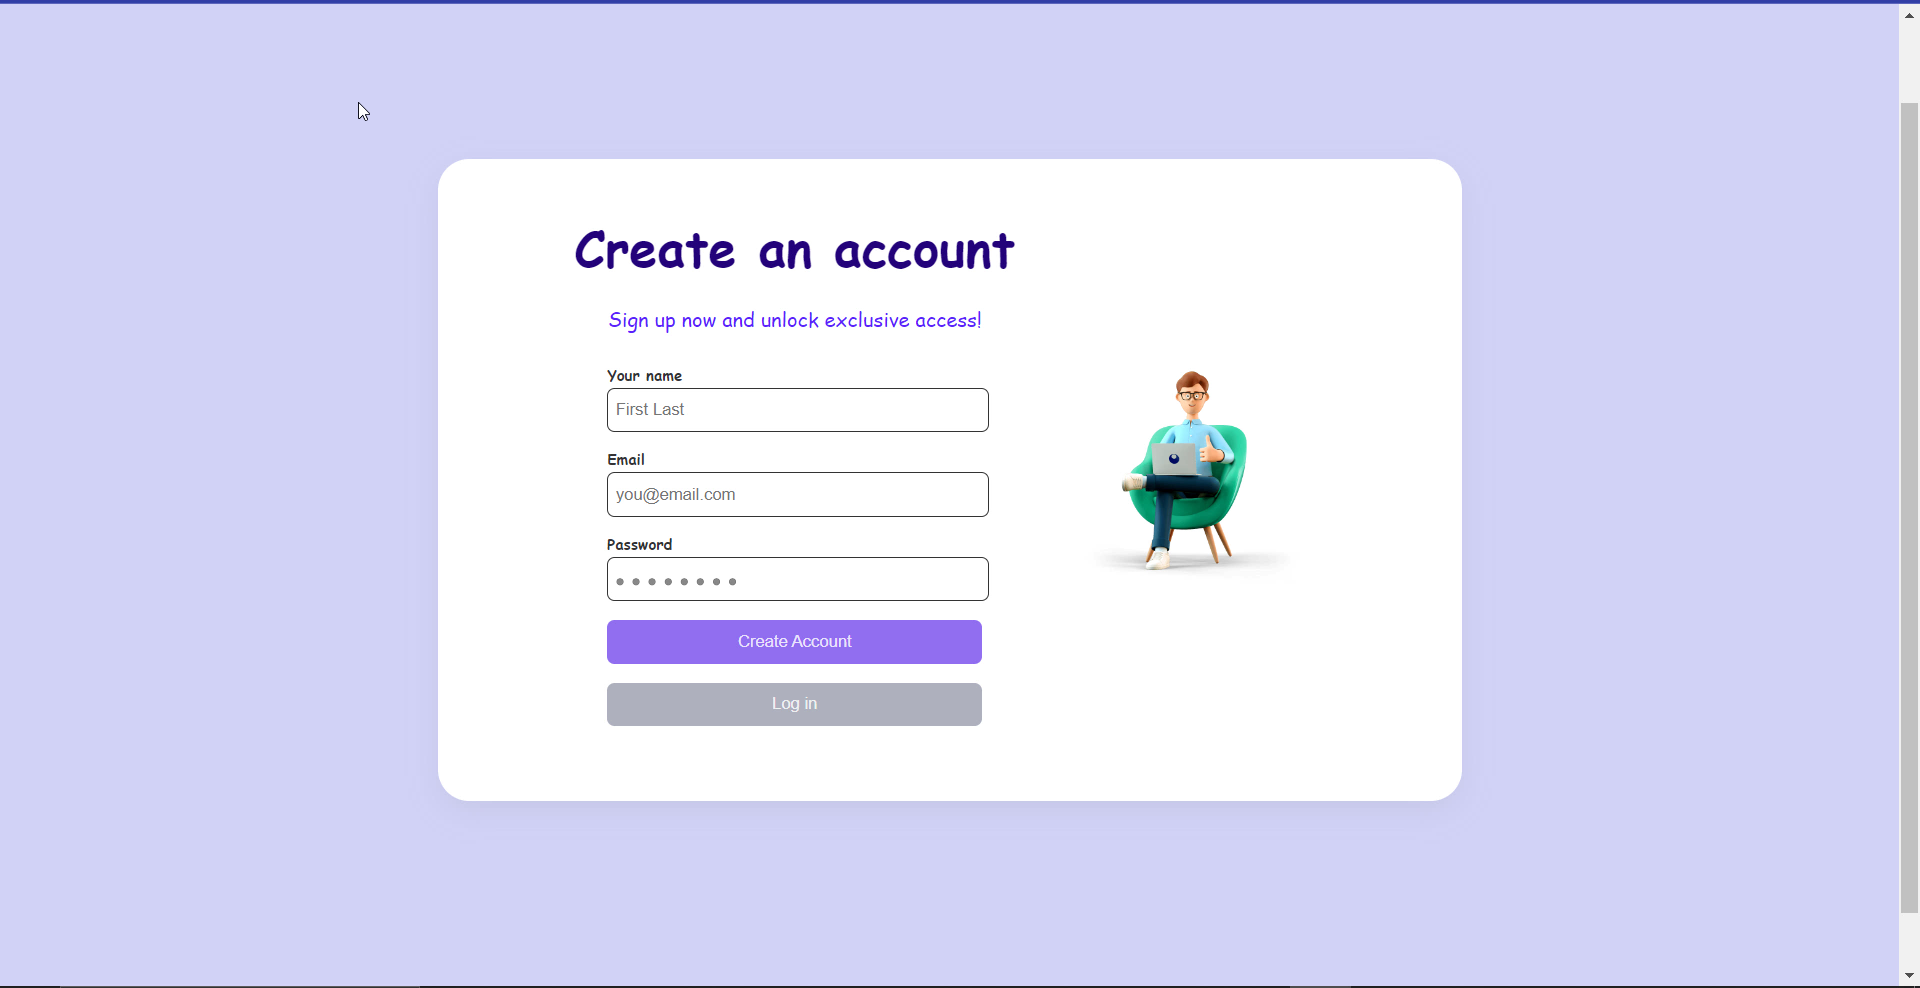 Create an account
Sign up now and unlock exclusive access!
Your name
First Last
Email
you@email.com
Password
Create Account
Log in